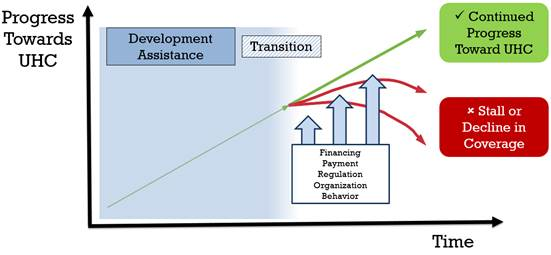 Progress
Towards
UHC
Development
Assistance
Transition
✓ Continued
Progress
Toward UHC
× Stall or
Decline in
Coverage
Financing
Payment
Regulation
Organization
Behavior
Time